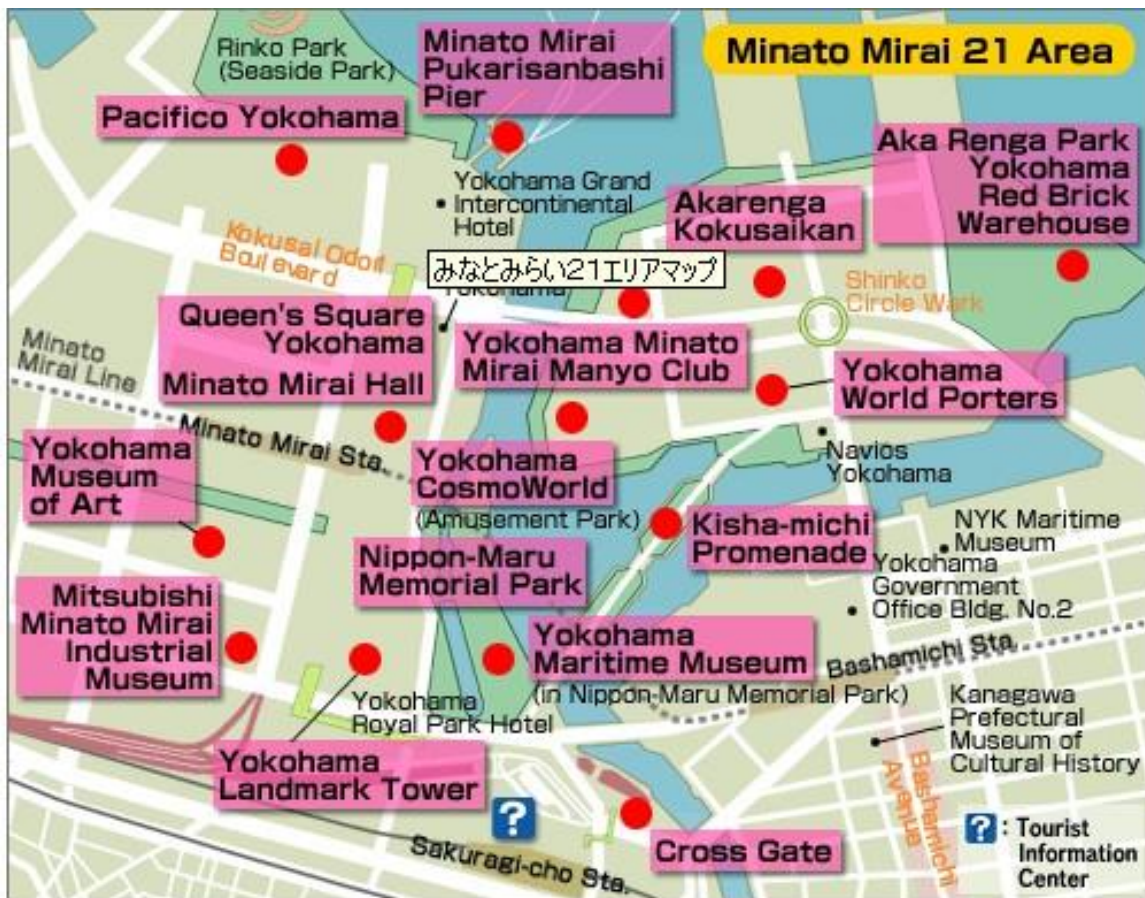 Rinko Park
(Seaside Park)
Minato Mirai
Pukarisanbashi
Pier
Minato Mirai 21 Area
Pacifico Yokohama
Aka Renga Park
Yokohama
Red Brick
Warehouse
Yokohama Grand
Intercontinental
Hotel
Akarenga
Kokusaikan
Kokusai Odori
Boulevard
みなとみらい21エリアマップ
Yokohama
Shinko
Circle Walk
Queen's Square
Yokohama
Minato Mirai Hall
Yokohama Minato
Mirai Manyo Club
Yokohama
World Porters
Minato
Mirai Line
Minato Mirai Sta.
Navios
Yokohama
Yokohama
Museum
of Art
Yokohama
CosmoWorld
(Amusement Park)
Kisha-michi
Promenade
NYK Maritime
Museum
Yokohama
Government
Office Bldg. No.2
Nippon-Maru
Memorial Park
Mitsubishi
Minato Mirai
Industrial
Museum
Yokohama
Maritime Museum
(in Nippon-Maru Memorial Park)
Bashamichi Sta.
Yokohama
Royal Park Hotel
Kanagawa
Prefectural
Museum of
Cultural History
Yokohama
Landmark Tower
Bashamichi
Avenue
?
Sakuragi-cho Sta.
Cross Gate
? : Tourist
Information
Center